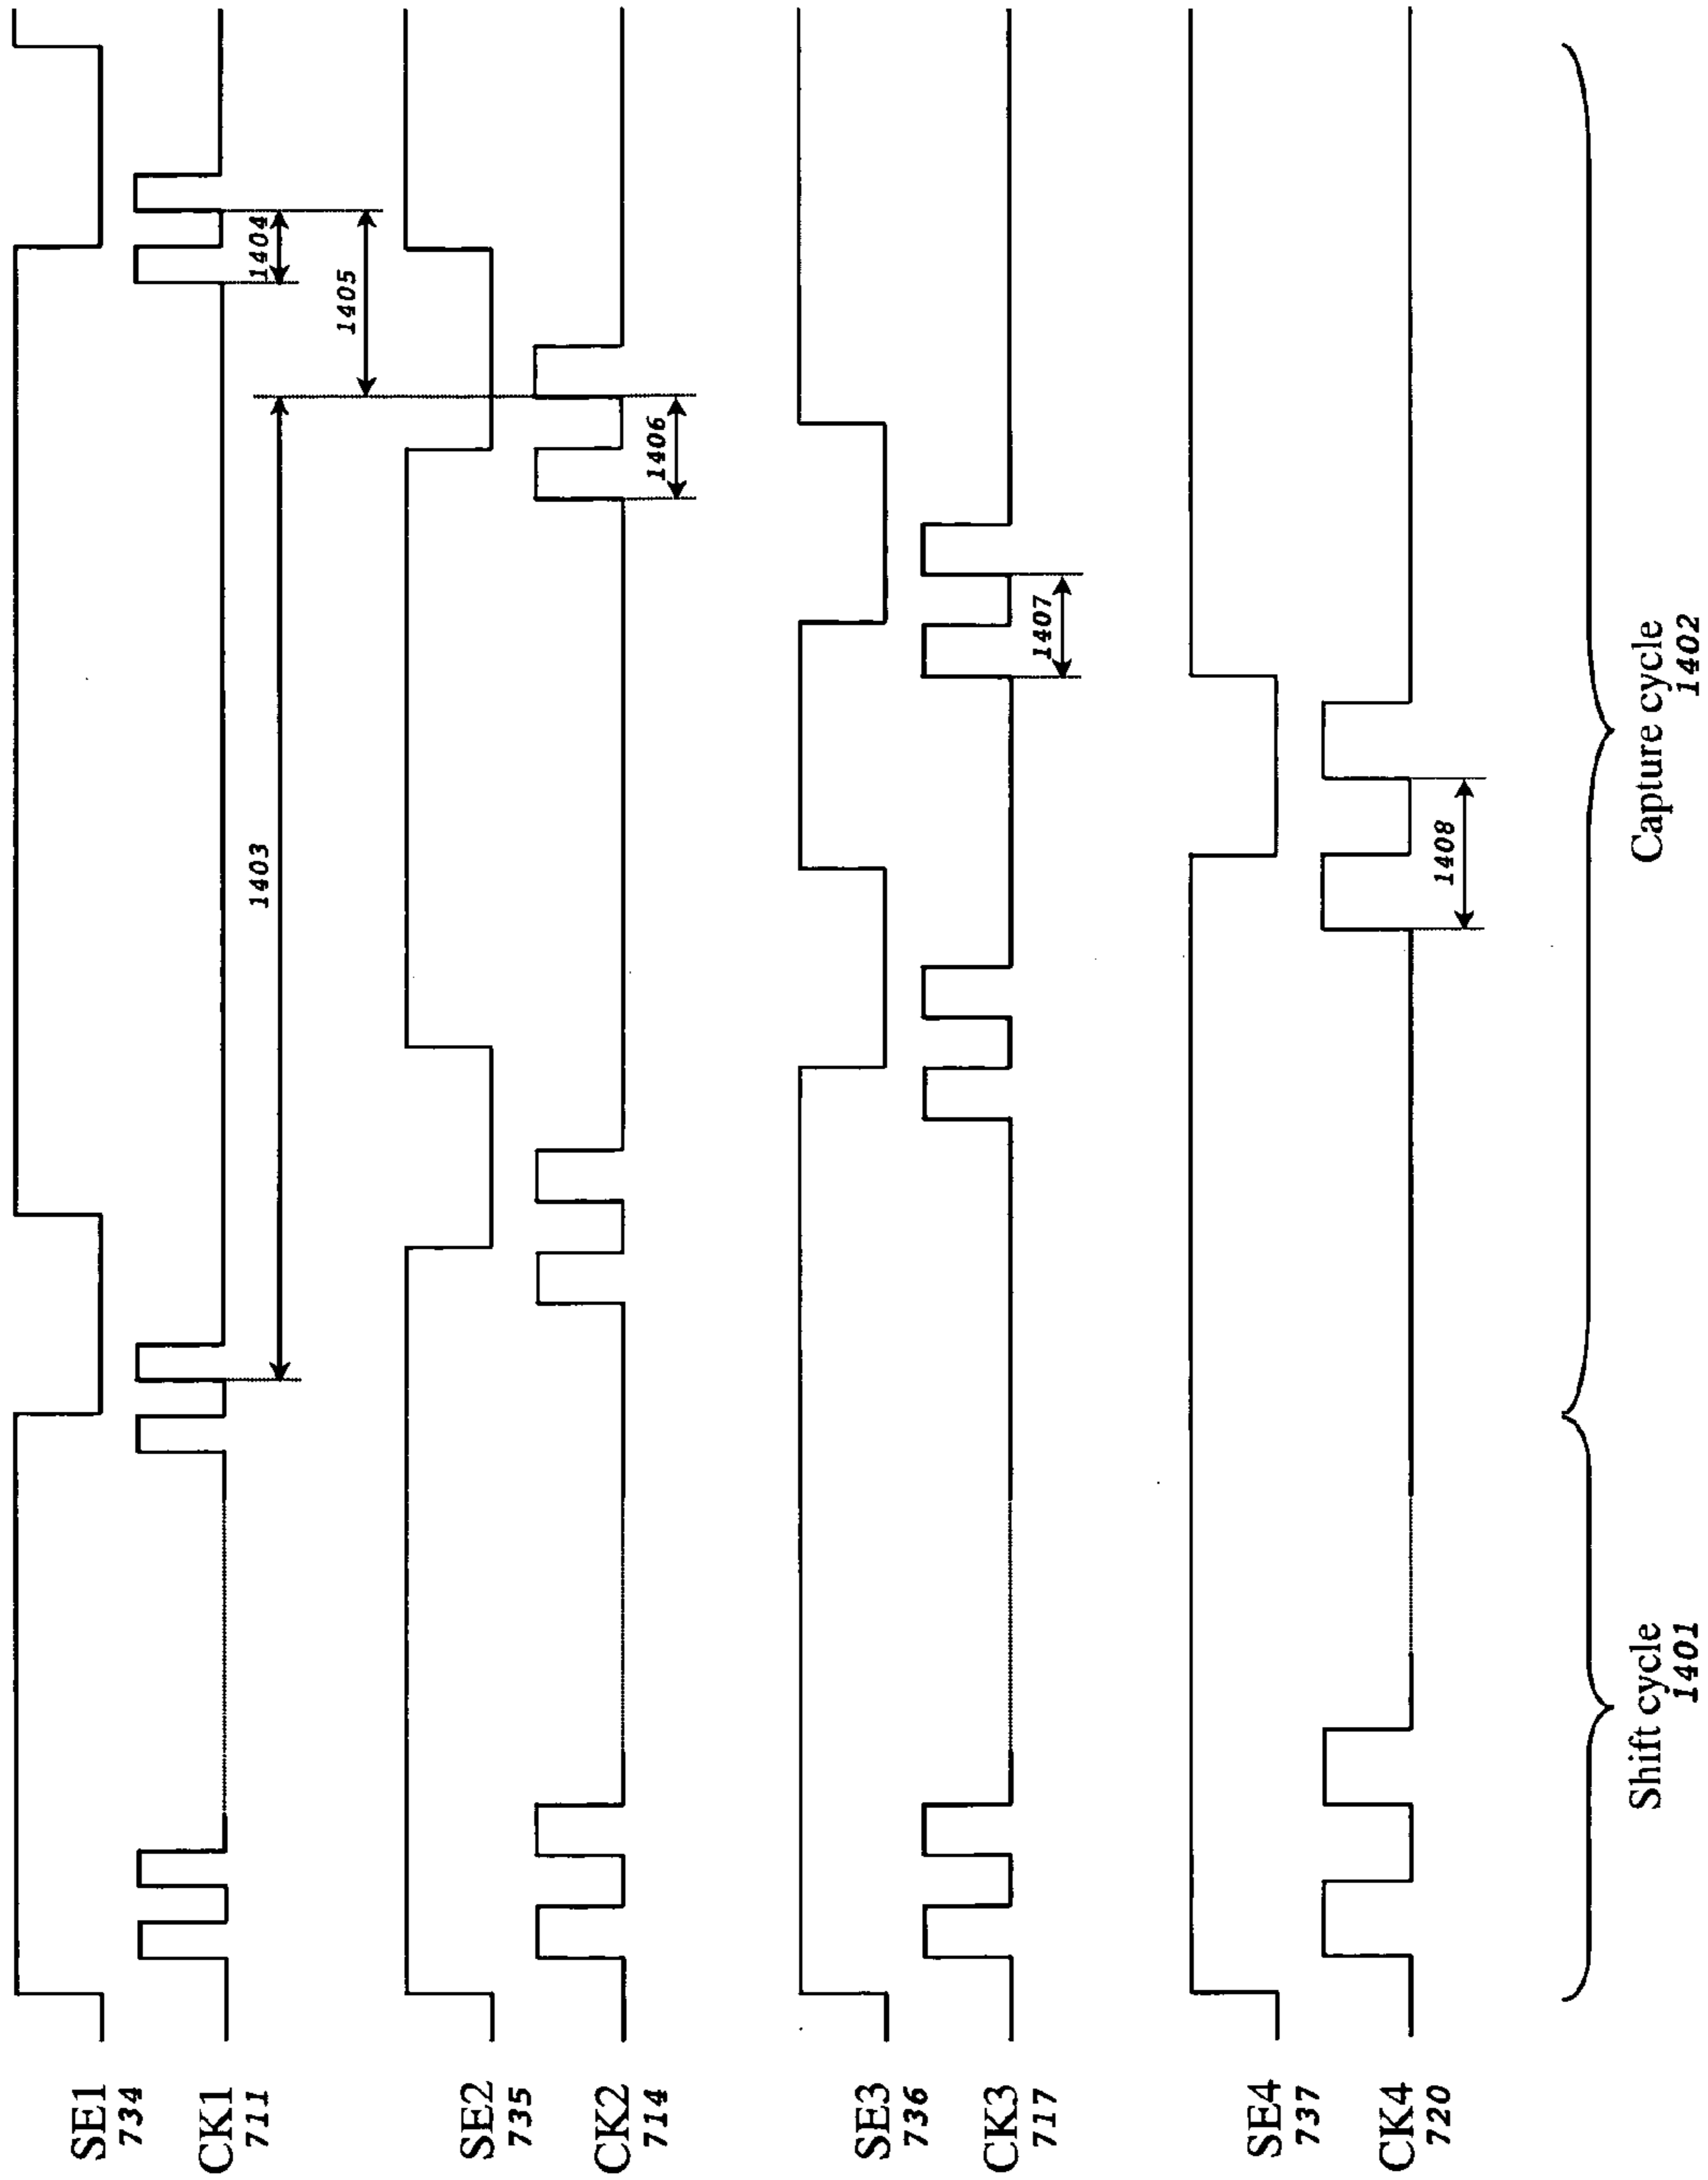 SE1
734
CK1
711
1403
1404
1405
SE2
735
CK2
714
1406
SE3
736
CK3
717
1407
SE4
737
CK4
720
1408
Shift cycle
1401
Capture cycle
1402